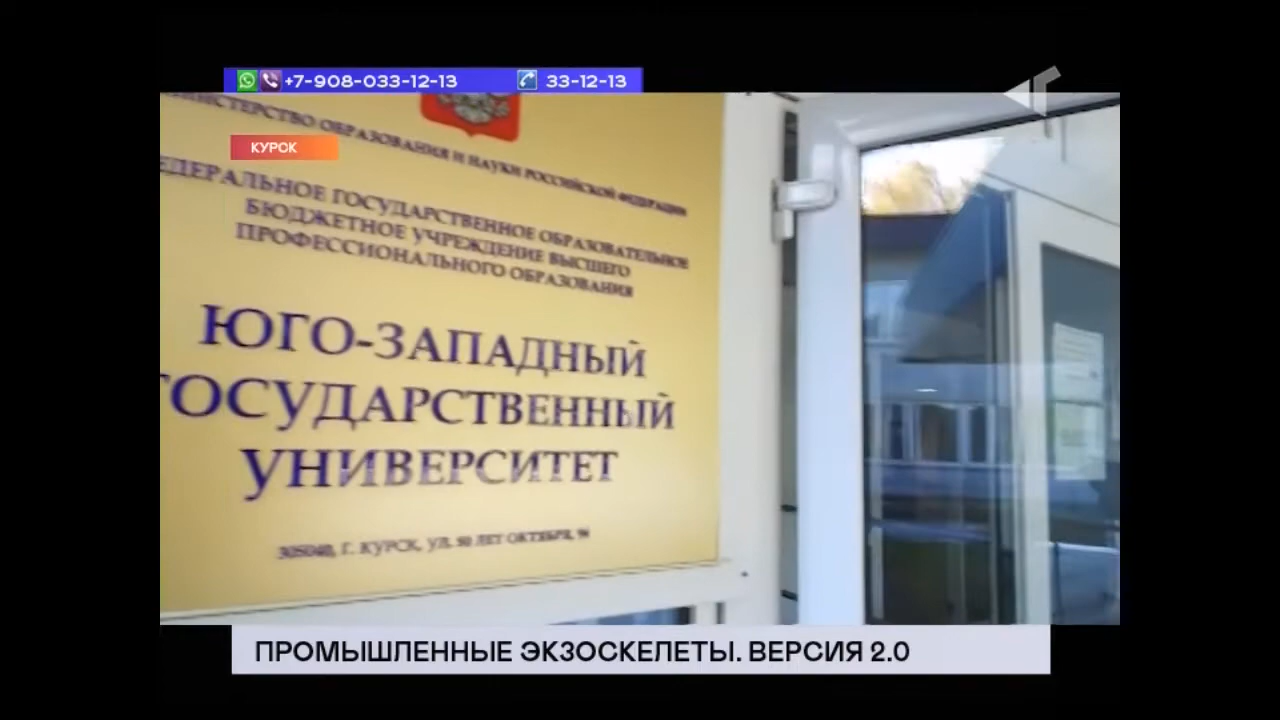 +7-908-033-12-13 33-12-13
МИНИСТЕРСТВО ОБРАЗОВАНИЯ И НАУКИ РОССИЙСКОЙ ФЕДЕРАЦИИ
КУРСК
ЕДЕРАЛЬНОЕ ГОСУДАРСТВЕННОЕ ОБРАЗОВАТЕЛЬНОЕ
БЮДЖЕТНОЕ УЧРЕЖДЕНИЕ ВЫСШЕГО
ПРОФЕССИОНАЛЬНОГО ОБРАЗОВАНИЯ
ЮГО-ЗАПАДНЫЙ
ГОСУДАРСТВЕННЫЙ
УНИВЕРСИТЕТ
305040, Г. КУРСК, УЛ. 50 ЛЕТ ОКТЯБРЯ, 94
ПРОМЫШЛЕННЫЕ ЭКЗОСКЕЛЕТЫ. ВЕРСИЯ 2.0